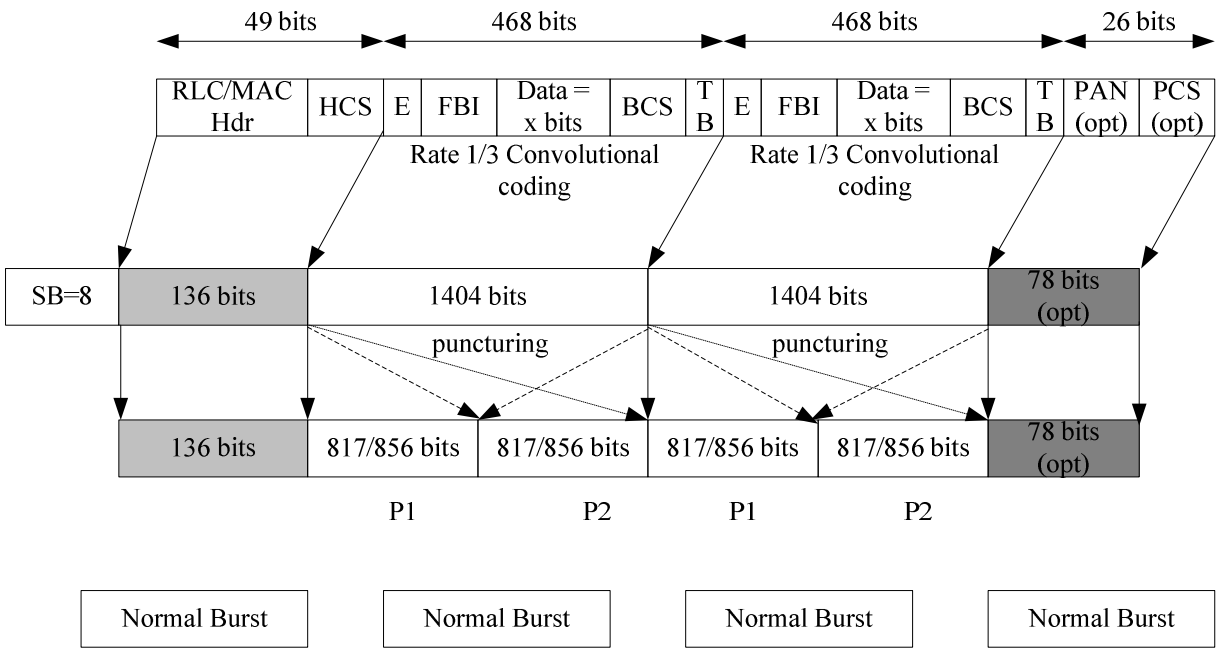 49 bits 468 bits 468 bits 26 bits
RLC/MAC Hdr HCS E FBI Data = x bits BCS T B E FBI Data = x bits BCS T B PAN (opt) PCS (opt)
Rate 1/3 Convolutional coding Rate 1/3 Convolutional coding
SB=8 136 bits 1404 bits 1404 bits 78 bits (opt)
puncturing puncturing
136 bits 817/856 bits 817/856 bits 817/856 bits 817/856 bits 78 bits (opt)
P1 P2 P1 P2
Normal Burst Normal Burst Normal Burst Normal Burst